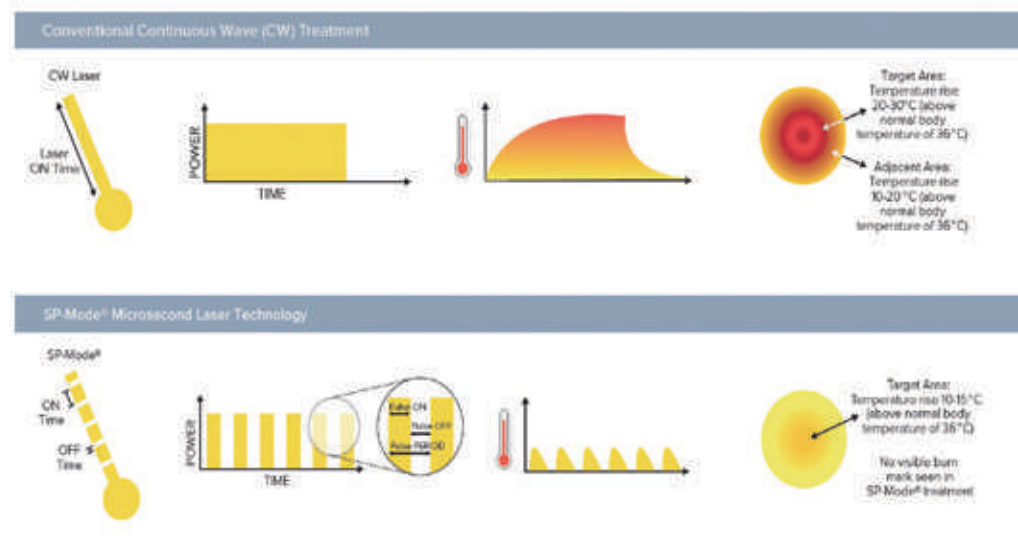 Conventional Continuous Wave (CW) Treatment
CW Laser
Laser
ON Time
POWER
TIME
Target Area:
Temperature rise
20-30°C (above
normal body
temperature of 36°C)
Adjacent Area:
Temperature rise
10-20°C (above
normal body
temperature of 36°C)
SP-Mode® Microsecond Laser Technology
SP-Mode®
ON
Time
OFF
Time
POWER
TIME
Pulse ON
Pulse OFF
Pulse PERIOD
Target Area:
Temperature rise 10-15°C
(above normal body
temperature of 36°C)
No visible burn
mark seen in
SP-Mode® treatment